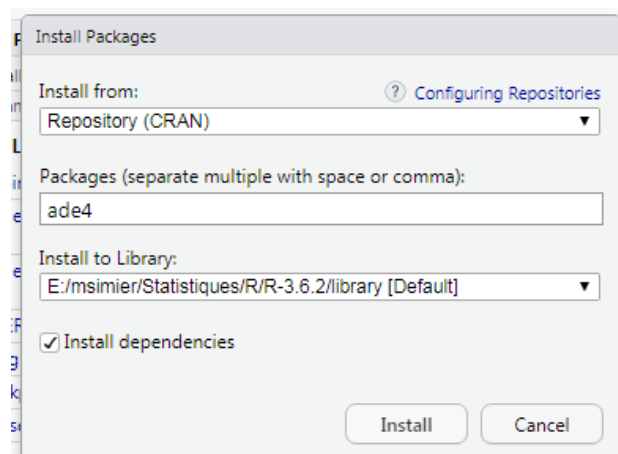 Install Packages
Install from:
? Configuring Repositories
Repository (CRAN)
Packages (separate multiple with space or comma):
ade4
Install to Library:
E:/msimier/Statistiques/R/R-3.6.2/library [Default]
Install dependencies
Install
Cancel